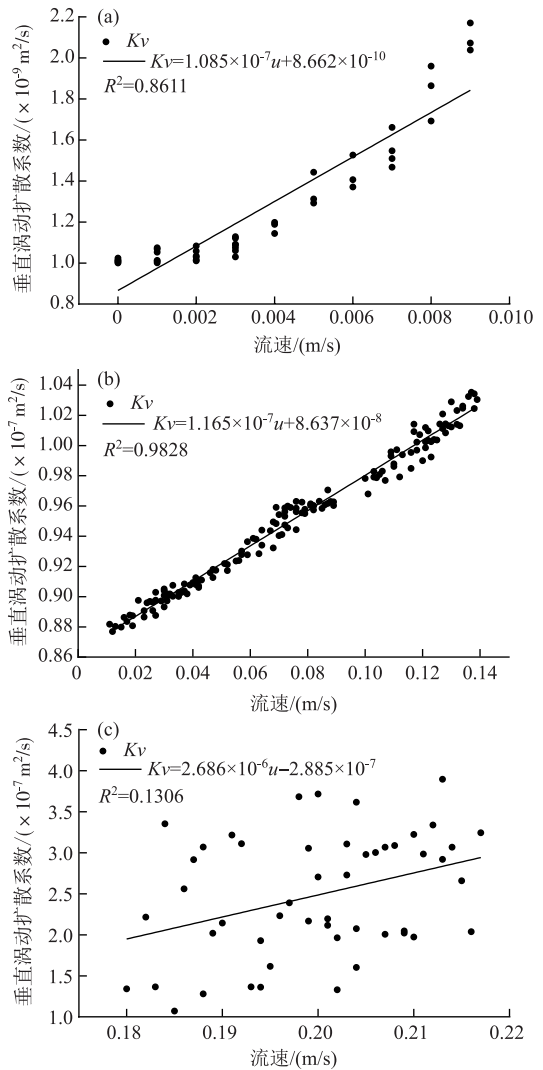 (a)
Kv
Kv=1.085×10⁻⁷u+8.662×10⁻¹⁰
R²=0.8611
垂直涡动扩散系数/(×10⁻⁹ m²/s)
2.2
2.0
1.8
1.6
1.4
1.2
1.0
0.8
0 0.002 0.004 0.006 0.008 0.010
流速/(m/s)
(b)
Kv
Kv=1.165×10⁻⁷u+8.637×10⁻⁸
R²=0.9828
垂直涡动扩散系数/(×10⁻⁷ m²/s)
1.04
1.02
1.00
0.98
0.96
0.94
0.92
0.90
0.88
0.86
0 0.02 0.04 0.06 0.08 0.10 0.12 0.14
流速/(m/s)
(c)
Kv
Kv=2.686×10⁻⁶u−2.885×10⁻⁷
R²=0.1306
垂直涡动扩散系数/(×10⁻⁷ m²/s)
4.5
4.0
3.5
3.0
2.5
2.0
1.5
1.0
0.18 0.19 0.20 0.21 0.22
流速/(m/s)